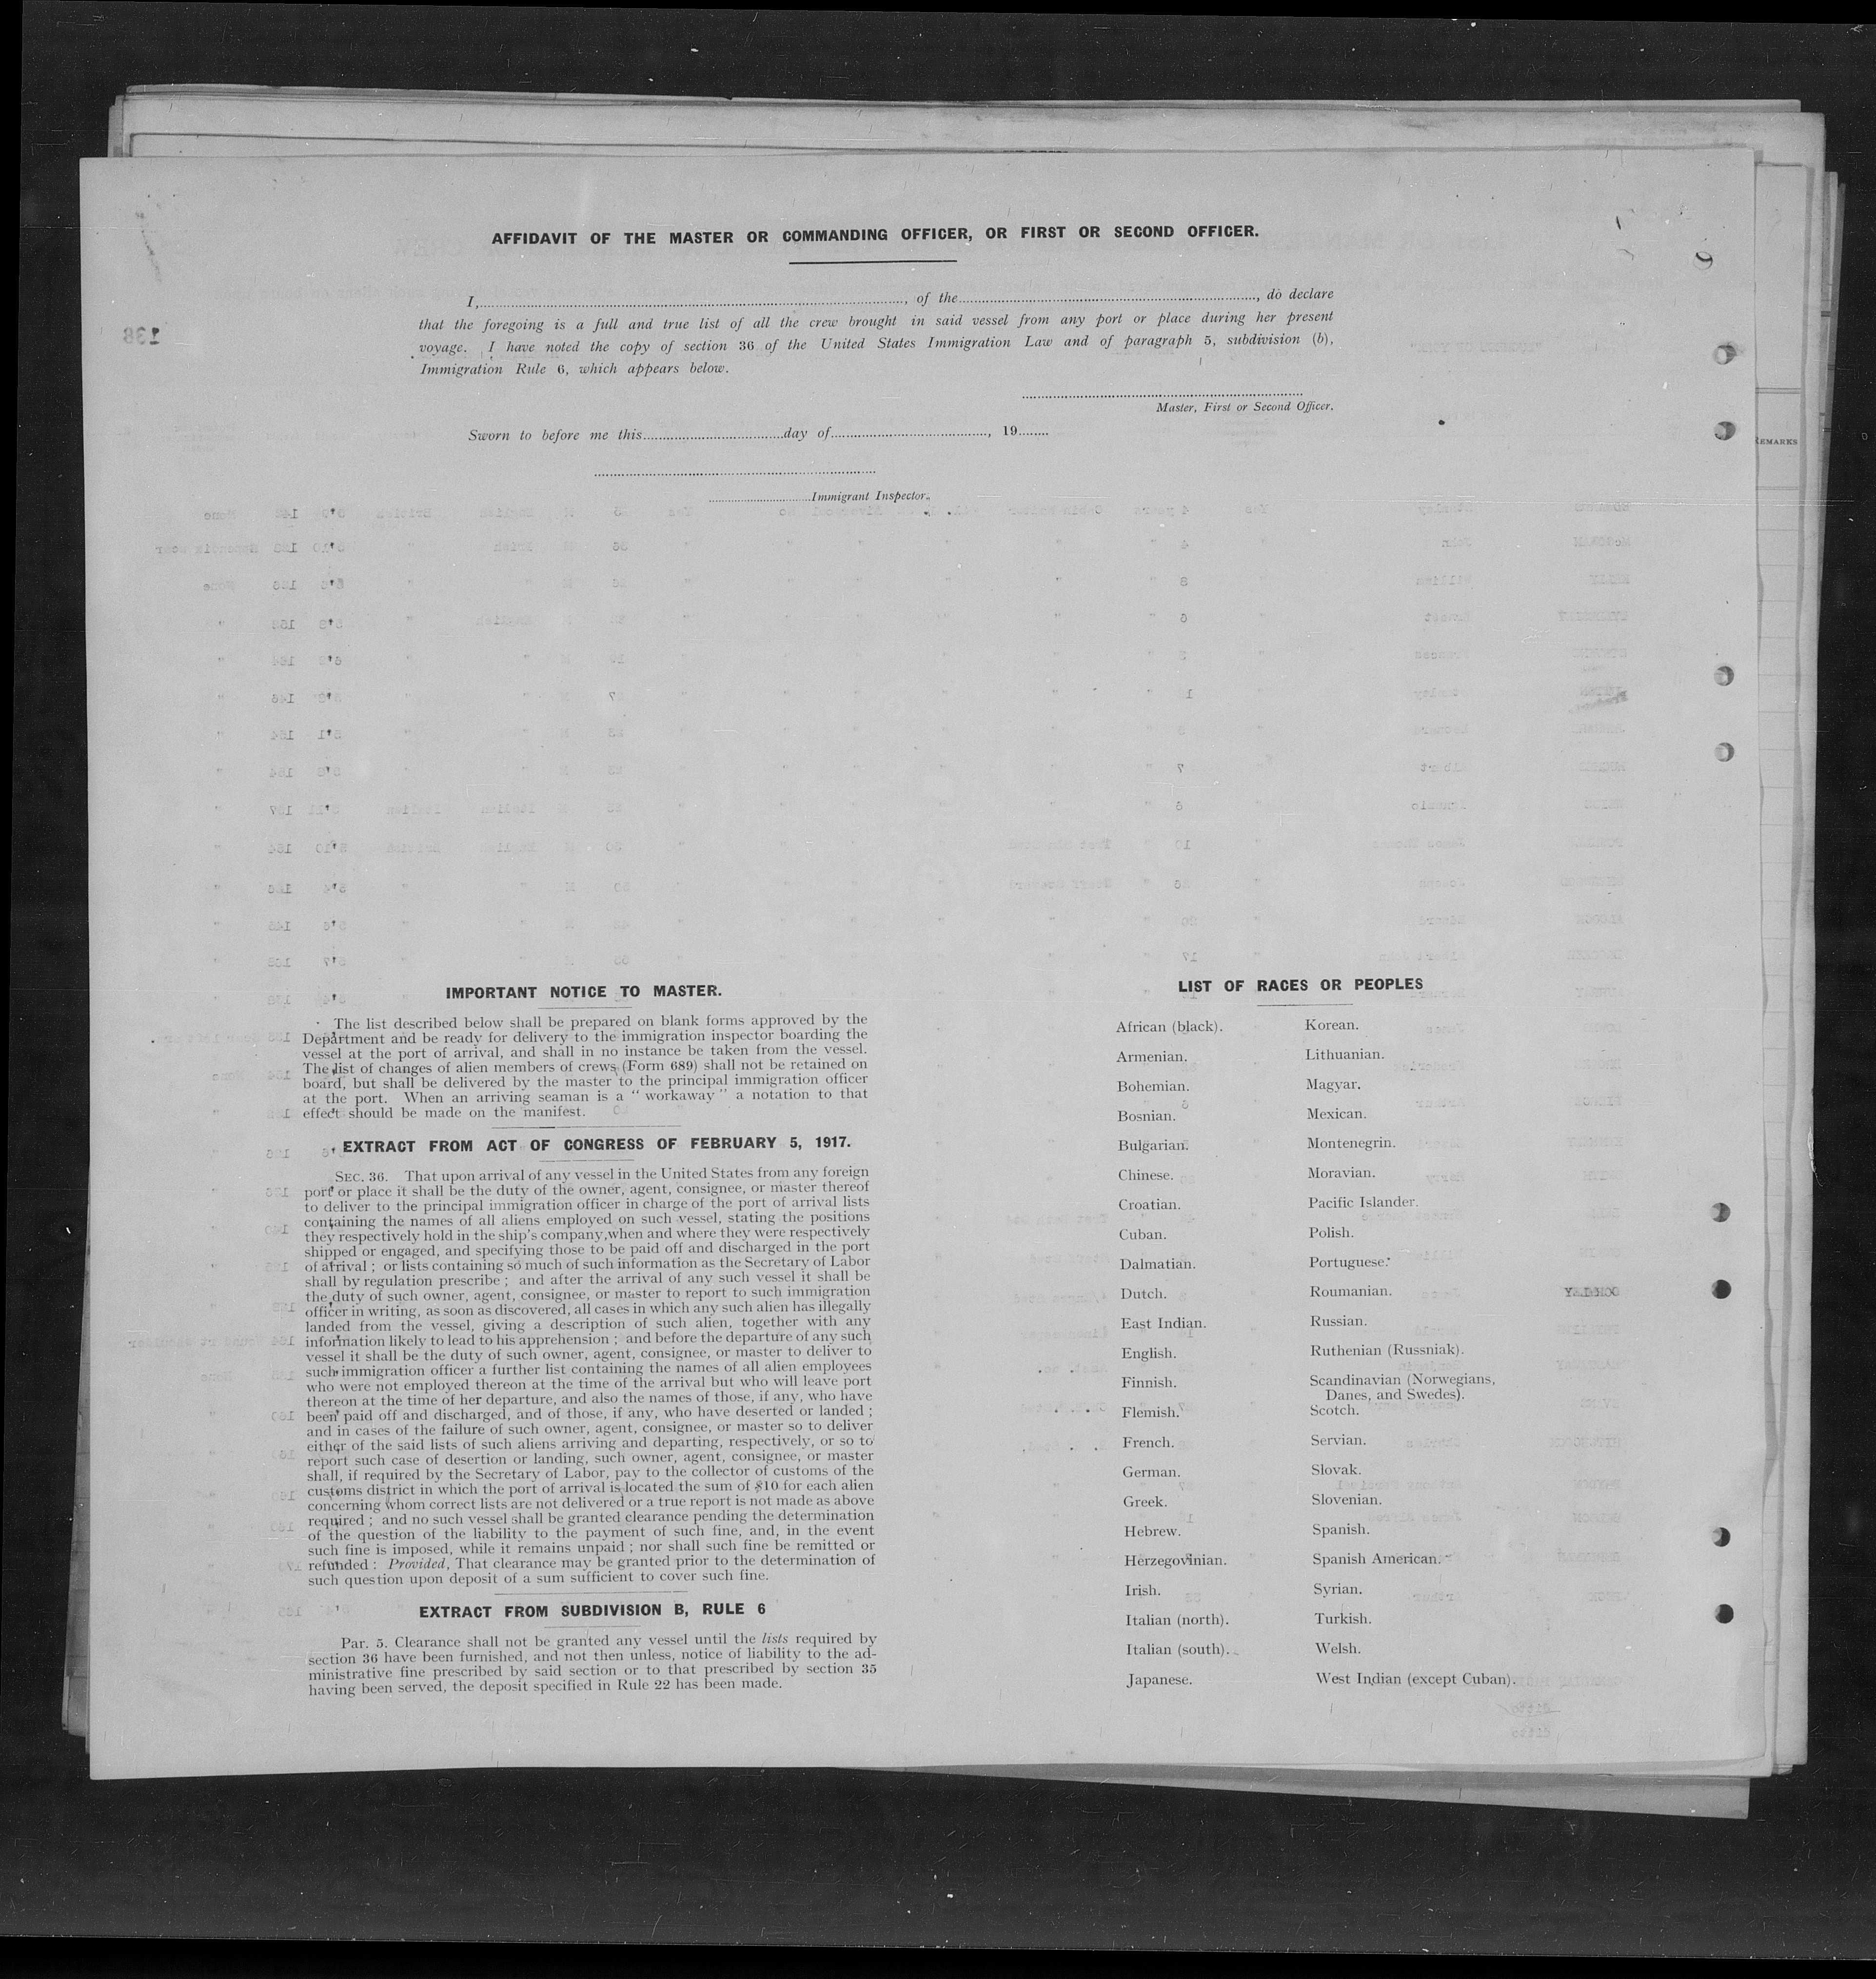 AFFIDAVIT OF THE MASTER OR COMMANDING OFFICER, OR FIRST OR SECOND OFFICER.
I,..............................., of the..............................., do declare
that the foregoing is a full and true list of all the crew brought in said vessel from any port or place during her present
voyage. I have noted the copy of section 36 of the United States Immigration Law and of paragraph 5, subdivision (b),
Immigration Rule 6, which appears below.
Master, First or Second Officer.
Sworn to before me this...............day of..............................., 19........
Immigrant Inspector.
138
REMARKS
IMPORTANT NOTICE TO MASTER.
The list described below shall be prepared on blank forms approved by the
Department and be ready for delivery to the immigration inspector boarding the
vessel at the port of arrival, and shall in no instance be taken from the vessel.
The list of changes of alien members of crews (Form 689) shall not be retained on
board, but shall be delivered by the master to the principal immigration officer
at the port. When an arriving seaman is a " workaway " a notation to that
effect should be made on the manifest.
EXTRACT FROM ACT OF CONGRESS OF FEBRUARY 5, 1917.
SEC. 36. That upon arrival of any vessel in the United States from any foreign
port or place it shall be the duty of the owner, agent, consignee, or master thereof
to deliver to the principal immigration officer in charge of the port of arrival lists
containing the names of all aliens employed on such vessel, stating the positions
they respectively hold in the ship's company, when and where they were respectively
shipped or engaged, and specifying those to be paid off and discharged in the port
of arrival ; or lists containing so much of such information as the Secretary of Labor
shall by regulation prescribe ; and after the arrival of any such vessel it shall be
the duty of such owner, agent, consignee, or master to report to such immigration
officer in writing, as soon as discovered, all cases in which any such alien has illegally
landed from the vessel, giving a description of such alien, together with any
information likely to lead to his apprehension ; and before the departure of any such
vessel it shall be the duty of such owner, agent, consignee, or master to deliver to
such immigration officer a further list containing the names of all alien employees
who were not employed thereon at the time of the arrival but who will leave port
thereon at the time of her departure, and also the names of those, if any, who have
been paid off and discharged, and of those, if any, who have deserted or landed ;
and in cases of the failure of such owner, agent, consignee, or master so to deliver
either of the said lists of such aliens arriving and departing, respectively, or so to
report such case of desertion or landing, such owner, agent, consignee, or master
shall, if required by the Secretary of Labor, pay to the collector of customs of the
customs district in which the port of arrival is located the sum of $10 for each alien
concerning whom correct lists are not delivered or a true report is not made as above
required ; and no such vessel shall be granted clearance pending the determination
of the question of the liability to the payment of such fine, and, in the event
such fine is imposed, while it remains unpaid ; nor shall such fine be remitted or
refunded : Provided, That clearance may be granted prior to the determination of
such question upon deposit of a sum sufficient to cover such fine.
EXTRACT FROM SUBDIVISION B, RULE 6
Par. 5. Clearance shall not be granted any vessel until the lists required by
section 36 have been furnished, and not then unless, notice of liability to the ad-
ministrative fine prescribed by said section or to that prescribed by section 35
having been served, the deposit specified in Rule 22 has been made.
LIST OF RACES OR PEOPLES
African (black).
Armenian.
Bohemian.
Bosnian.
Bulgarian.
Chinese.
Croatian.
Cuban.
Dalmatian.
Dutch.
East Indian.
English.
Finnish.
Flemish.
French.
German.
Greek.
Hebrew.
Herzegovinian.
Irish.
Italian (north).
Italian (south).
Japanese.
Korean.
Lithuanian.
Magyar.
Mexican.
Montenegrin.
Moravian.
Pacific Islander.
Polish.
Portuguese.
Roumanian.
Russian.
Ruthenian (Russniak).
Scandinavian (Norwegians,
Danes, and Swedes).
Scotch.
Servian.
Slovak.
Slovenian.
Spanish.
Spanish American.
Syrian.
Turkish.
Welsh.
West Indian (except Cuban).